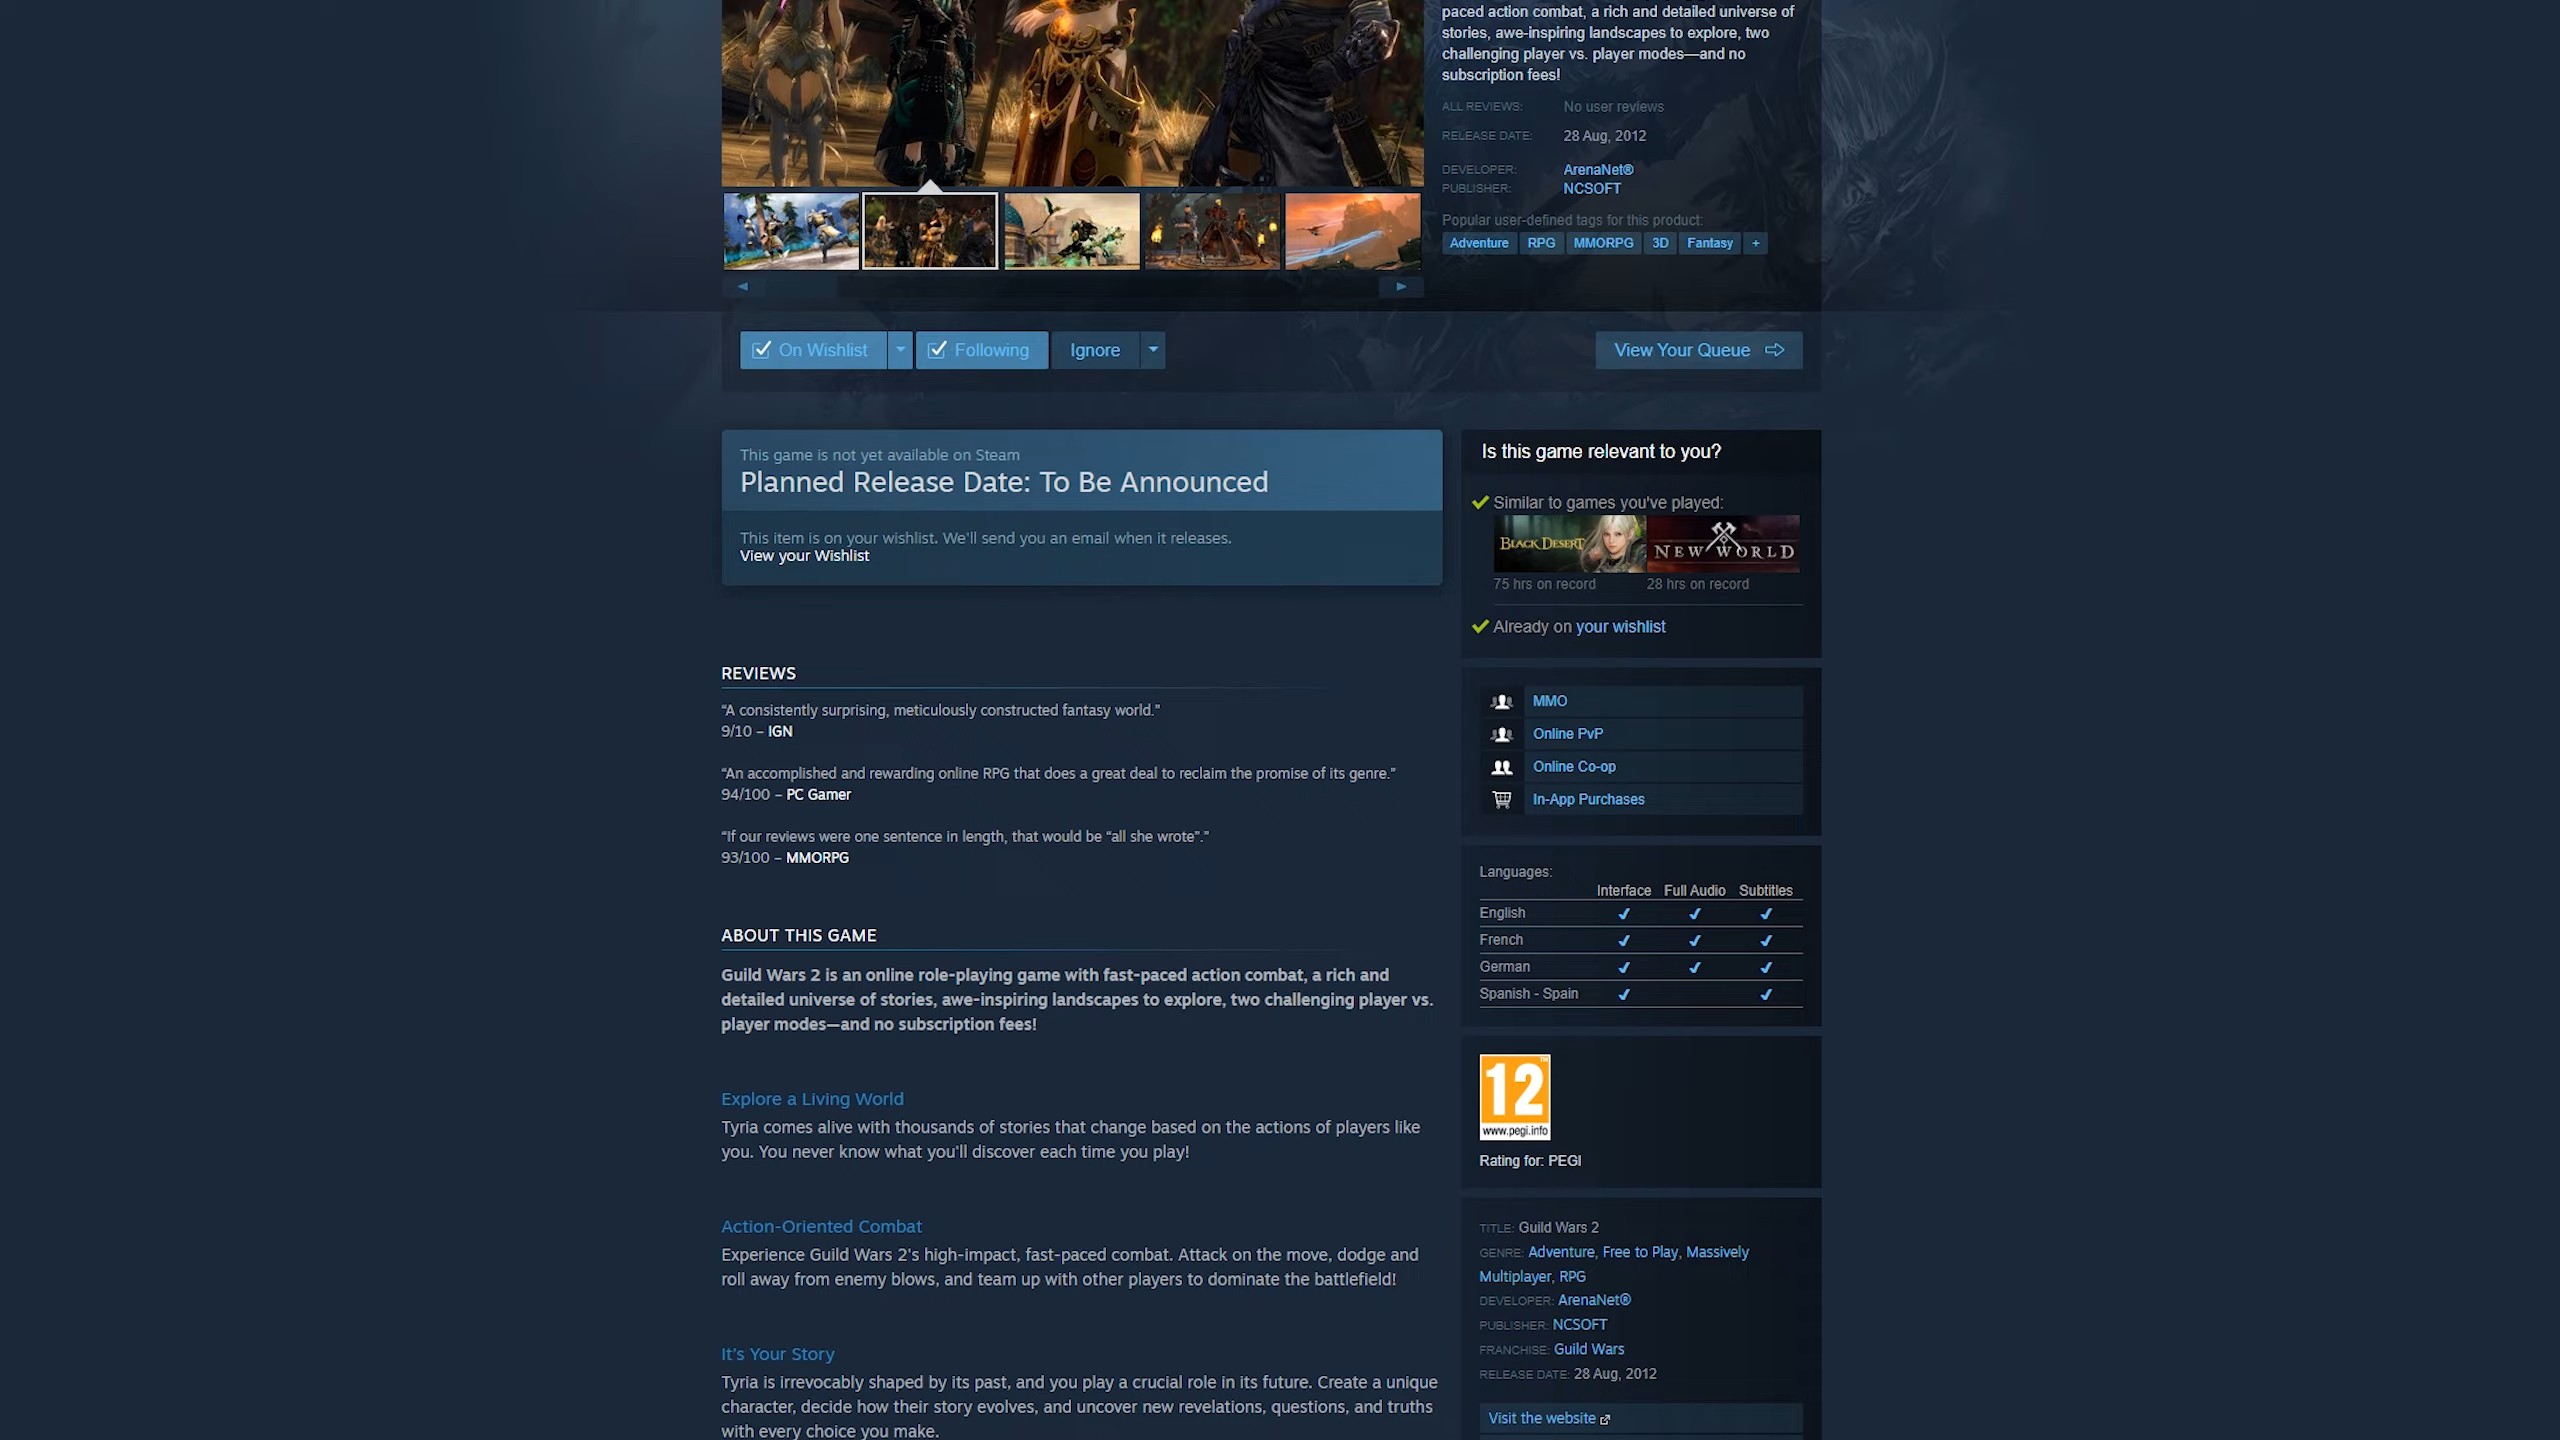 paced action combat, a rich and detailed universe of
stories, awe-inspiring landscapes to explore, two
challenging player vs. player modes—and no
subscription fees!
ALL REVIEWS: No user reviews
RELEASE DATE: 28 Aug, 2012
DEVELOPER: ArenaNet®
PUBLISHER: NCSOFT
Popular user-defined tags for this product:
Adventure RPG MMORPG 3D Fantasy +
On Wishlist Following Ignore View Your Queue
This game is not yet available on Steam
Planned Release Date: To Be Announced
This item is on your wishlist. We'll send you an email when it releases.
View your Wishlist
Is this game relevant to you?
Similar to games you've played:
BLACK DESERT NEW WORLD
75 hrs on record 28 hrs on record
Already on your wishlist
REVIEWS
“A consistently surprising, meticulously constructed fantasy world.”
9/10 – IGN
“An accomplished and rewarding online RPG that does a great deal to reclaim the promise of its genre.”
94/100 – PC Gamer
“If our reviews were one sentence in length, that would be “all she wrote”.”
93/100 – MMORPG
MMO
Online PvP
Online Co-op
In-App Purchases
Languages:
Interface Full Audio Subtitles
English ✔ ✔ ✔
French ✔ ✔ ✔
German ✔ ✔ ✔
Spanish - Spain ✔ ✔
ABOUT THIS GAME
Guild Wars 2 is an online role-playing game with fast-paced action combat, a rich and
detailed universe of stories, awe-inspiring landscapes to explore, two challenging player vs.
player modes—and no subscription fees!
Explore a Living World
Tyria comes alive with thousands of stories that change based on the actions of players like
you. You never know what you'll discover each time you play!
Action-Oriented Combat
Experience Guild Wars 2's high-impact, fast-paced combat. Attack on the move, dodge and
roll away from enemy blows, and team up with other players to dominate the battlefield!
It's Your Story
Tyria is irrevocably shaped by its past, and you play a crucial role in its future. Create a unique
character, decide how their story evolves, and uncover new revelations, questions, and truths
with every choice you make.
12
www.pegi.info
Rating for: PEGI
TITLE: Guild Wars 2
GENRE: Adventure, Free to Play, Massively
Multiplayer, RPG
DEVELOPER: ArenaNet®
PUBLISHER: NCSOFT
FRANCHISE: Guild Wars
RELEASE DATE: 28 Aug, 2012
Visit the website